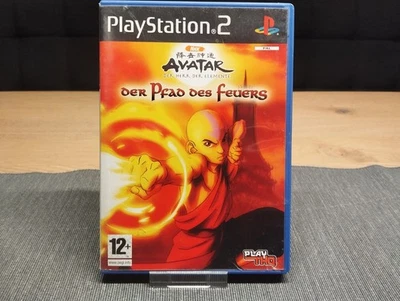 PlayStation 2
AVATAR
DER HERR DER ELEMENTE
DER PFAD DES FEUERS
12+
PLAY
THQ